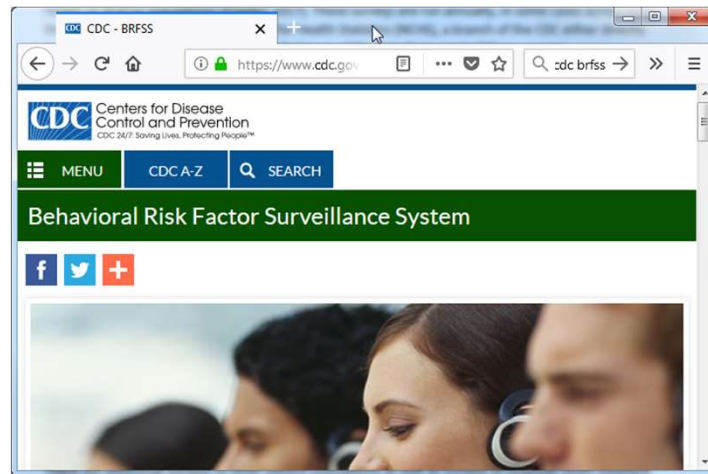 CDC - BRFSS
https://www.cdc.gov
cdc brfss
CDC
Centers for Disease
Control and Prevention
CDC 24/7: Saving Lives, Protecting People™
MENU
CDC A-Z
SEARCH
Behavioral Risk Factor Surveillance System